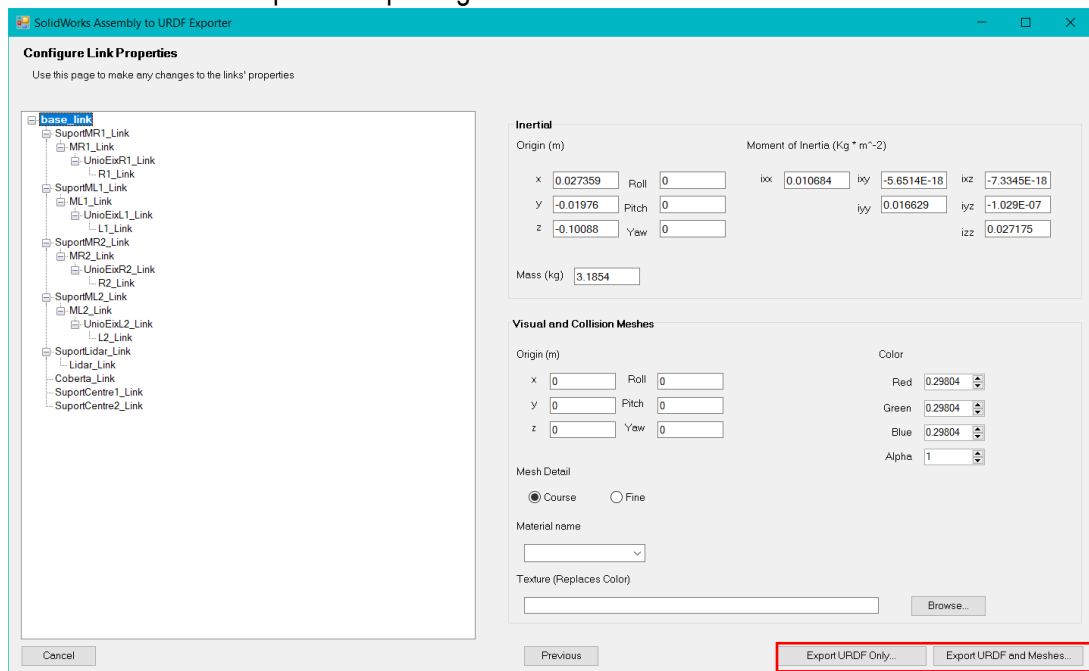 SolidWorks Assembly to URDF Exporter
Configure Link Properties
Use this page to make any changes to the links' properties
base_link
SuportMR1_Link
MR1_Link
UnioEixR1_Link
R1_Link
SuportML1_Link
ML1_Link
UnioEixL1_Link
L1_Link
SuportMR2_Link
MR2_Link
UnioEixR2_Link
R2_Link
SuportML2_Link
ML2_Link
UnioEixL2_Link
L2_Link
SuportLidar_Link
Lidar_Link
Coberta_Link
SuportCentre1_Link
SuportCentre2_Link
Inertial
Origin (m) Moment of Inertia (Kg * m^-2)
x 0.027359 Roll 0 ixx 0.010684 ixy -5.6514E-18 ixz -7.3345E-18
y -0.01976 Pitch 0 iyy 0.016629 iyz -1.029E-07
z -0.10088 Yaw 0 izz 0.027175
Mass (kg) 3.1854
Visual and Collision Meshes
Origin (m) Color
x 0 Roll 0 Red 0.29804
y 0 Pitch 0 Green 0.29804
z 0 Yaw 0 Blue 0.29804
Alpha 1
Mesh Detail
Course Fine
Material name
Texture (Replaces Color)
Browse...
Cancel Previous Export URDF Only... Export URDF and Meshes...